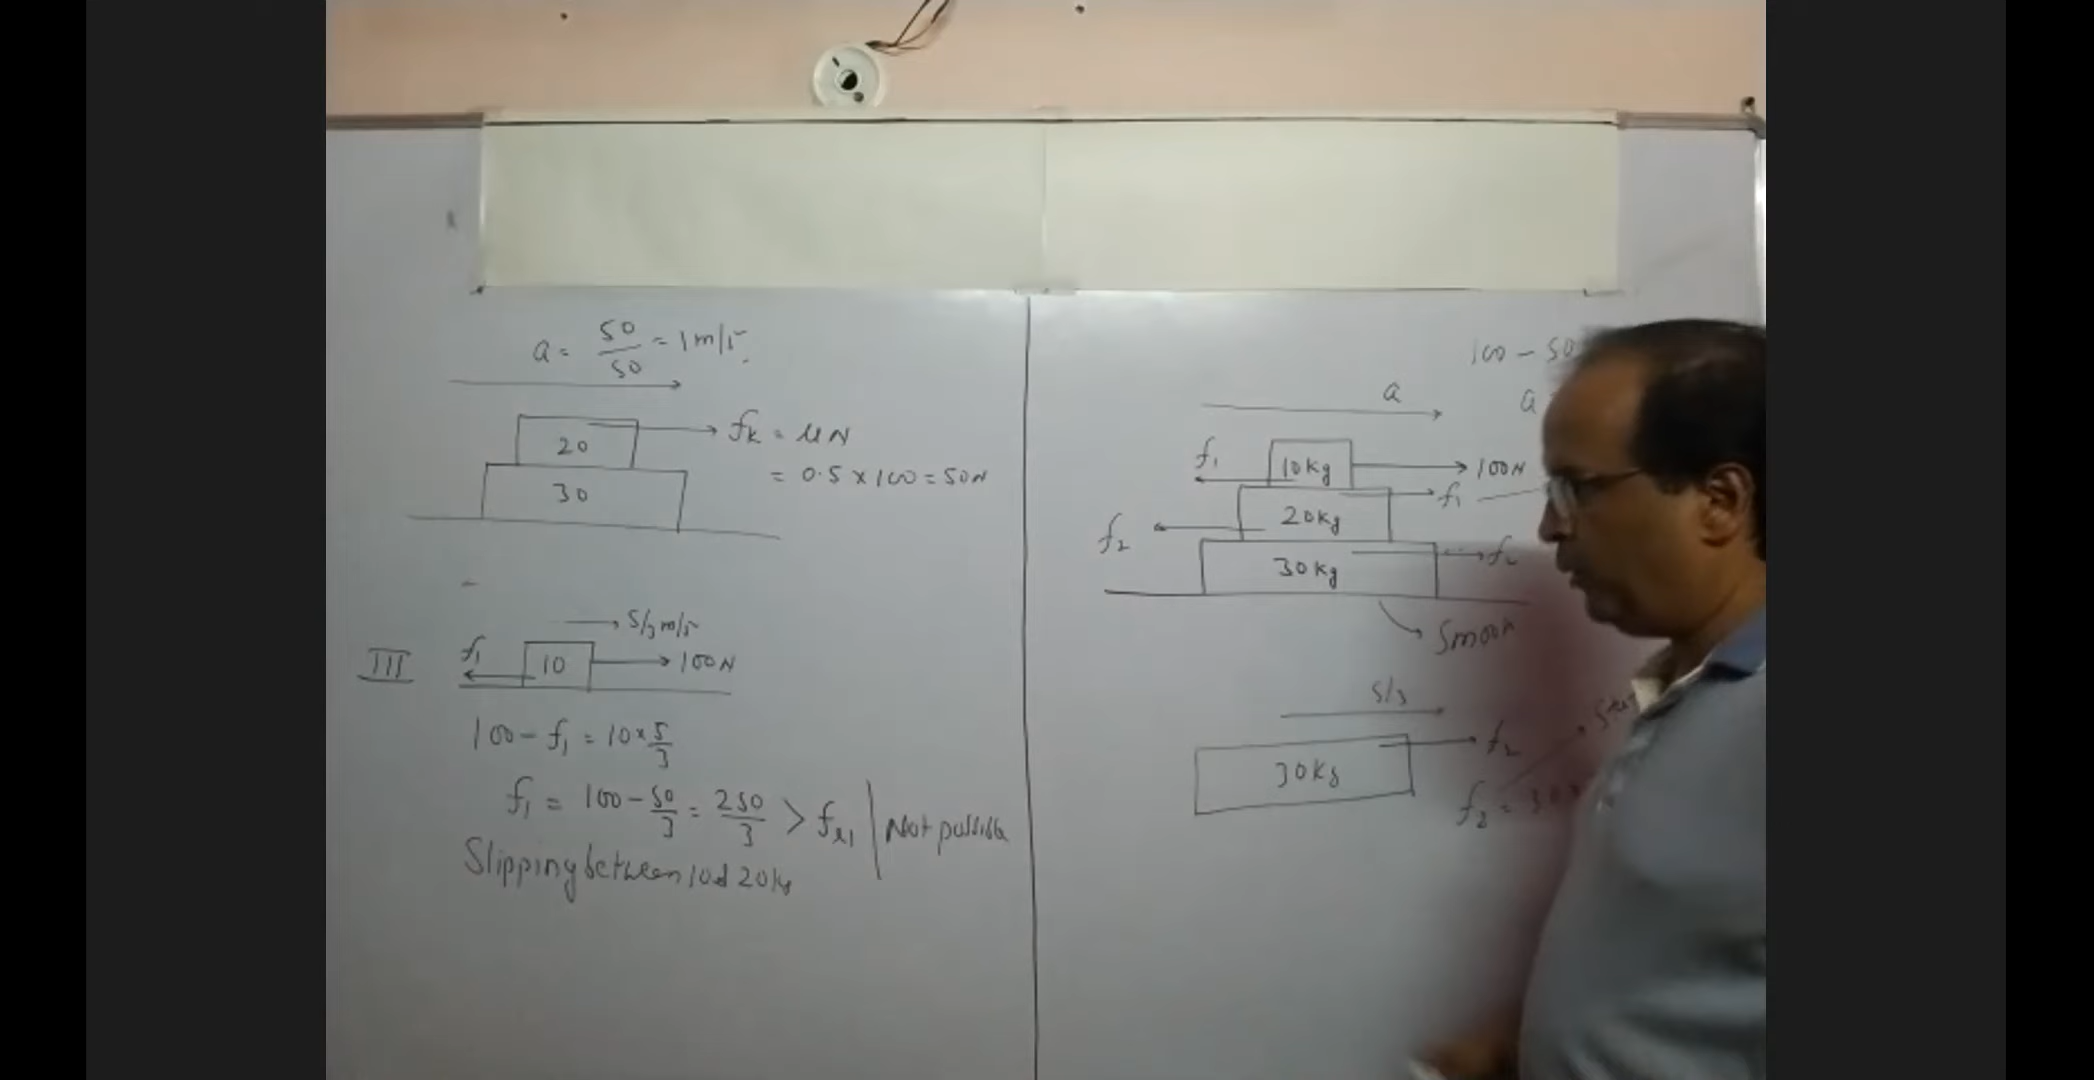 a = 50/50 = 1 m/s²
20
fk = μN
= 0.5 × 100 = 50N
30
5/3 m/s²
III
f1
10
100N
100 - f1 = 10 × 5/3
f1 = 100 - 50/3 = 250/3 > fl1 | Not possible
Slipping between 10 & 20kg
100 - 50
a
a
f1
10kg
100N
f1
f2
20kg
30kg
f2
Smooth
5/3
30kg
f2
f2 =